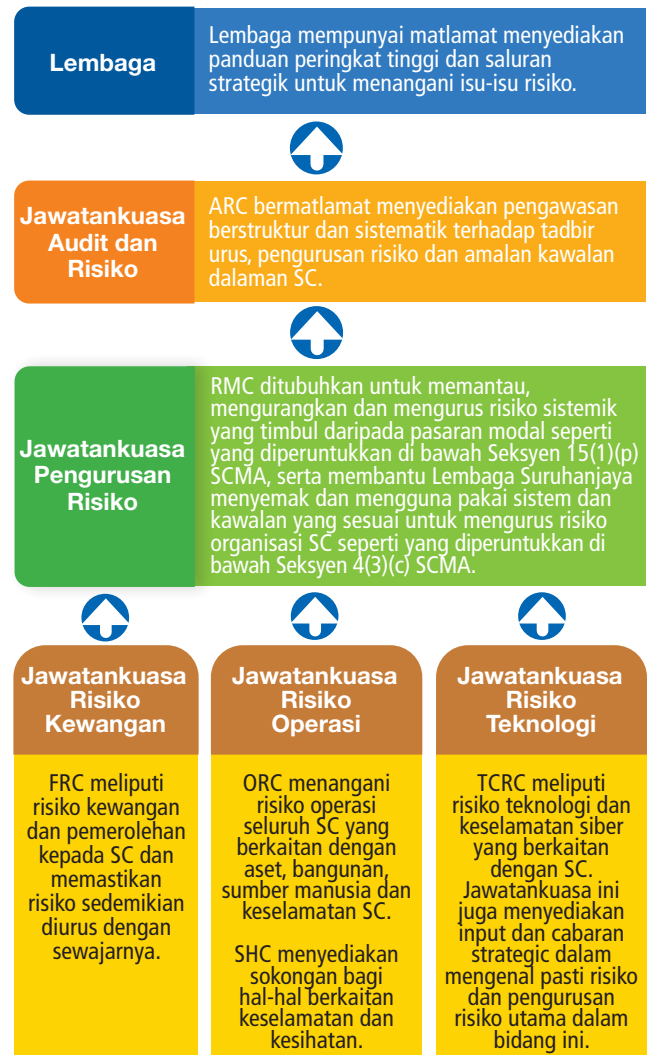 Lembaga
Lembaga mempunyai matlamat menyediakan
panduan peringkat tinggi dan saluran
strategik untuk menangani isu-isu risiko.
Jawatankuasa
Audit dan
Risiko
ARC bermatlamat menyediakan pengawasan
berstruktur dan sistematik terhadap tadbir
urus, pengurusan risiko dan amalan kawalan
dalaman SC.
Jawatankuasa
Pengurusan
Risiko
RMC ditubuhkan untuk memantau,
mengurangkan dan mengurus risiko sistemik
yang timbul daripada pasaran modal seperti
yang diperuntukkan di bawah Seksyen 15(1)(p)
SCMA, serta membantu Lembaga Suruhanjaya
menyemak dan mengguna pakai sistem dan
kawalan yang sesuai untuk mengurus risiko
organisasi SC seperti yang diperuntukkan di
bawah Seksyen 4(3)(c) SCMA.
Jawatankuasa
Risiko
Kewangan
FRC meliputi
risiko kewangan
dan pemerolehan
kepada SC dan
memastikan
risiko sedemikian
diurus dengan
sewajarnya.
Jawatankuasa
Risiko
Operasi
ORC menangani
risiko operasi
seluruh SC yang
berkaitan dengan
aset, bangunan,
sumber manusia dan
keselamatan SC.
SHC menyediakan
sokongan bagi
hal-hal berkaitan
keselamatan dan
kesihatan.
Jawatankuasa
Risiko
Teknologi
TCRC meliputi
risiko teknologi dan
keselamatan siber
yang berkaitan
dengan SC.
Jawatankuasa ini
juga menyediakan
input dan cabaran
strategic dalam
mengenal pasti risiko
dan pengurusan
risiko utama dalam
bidang ini.